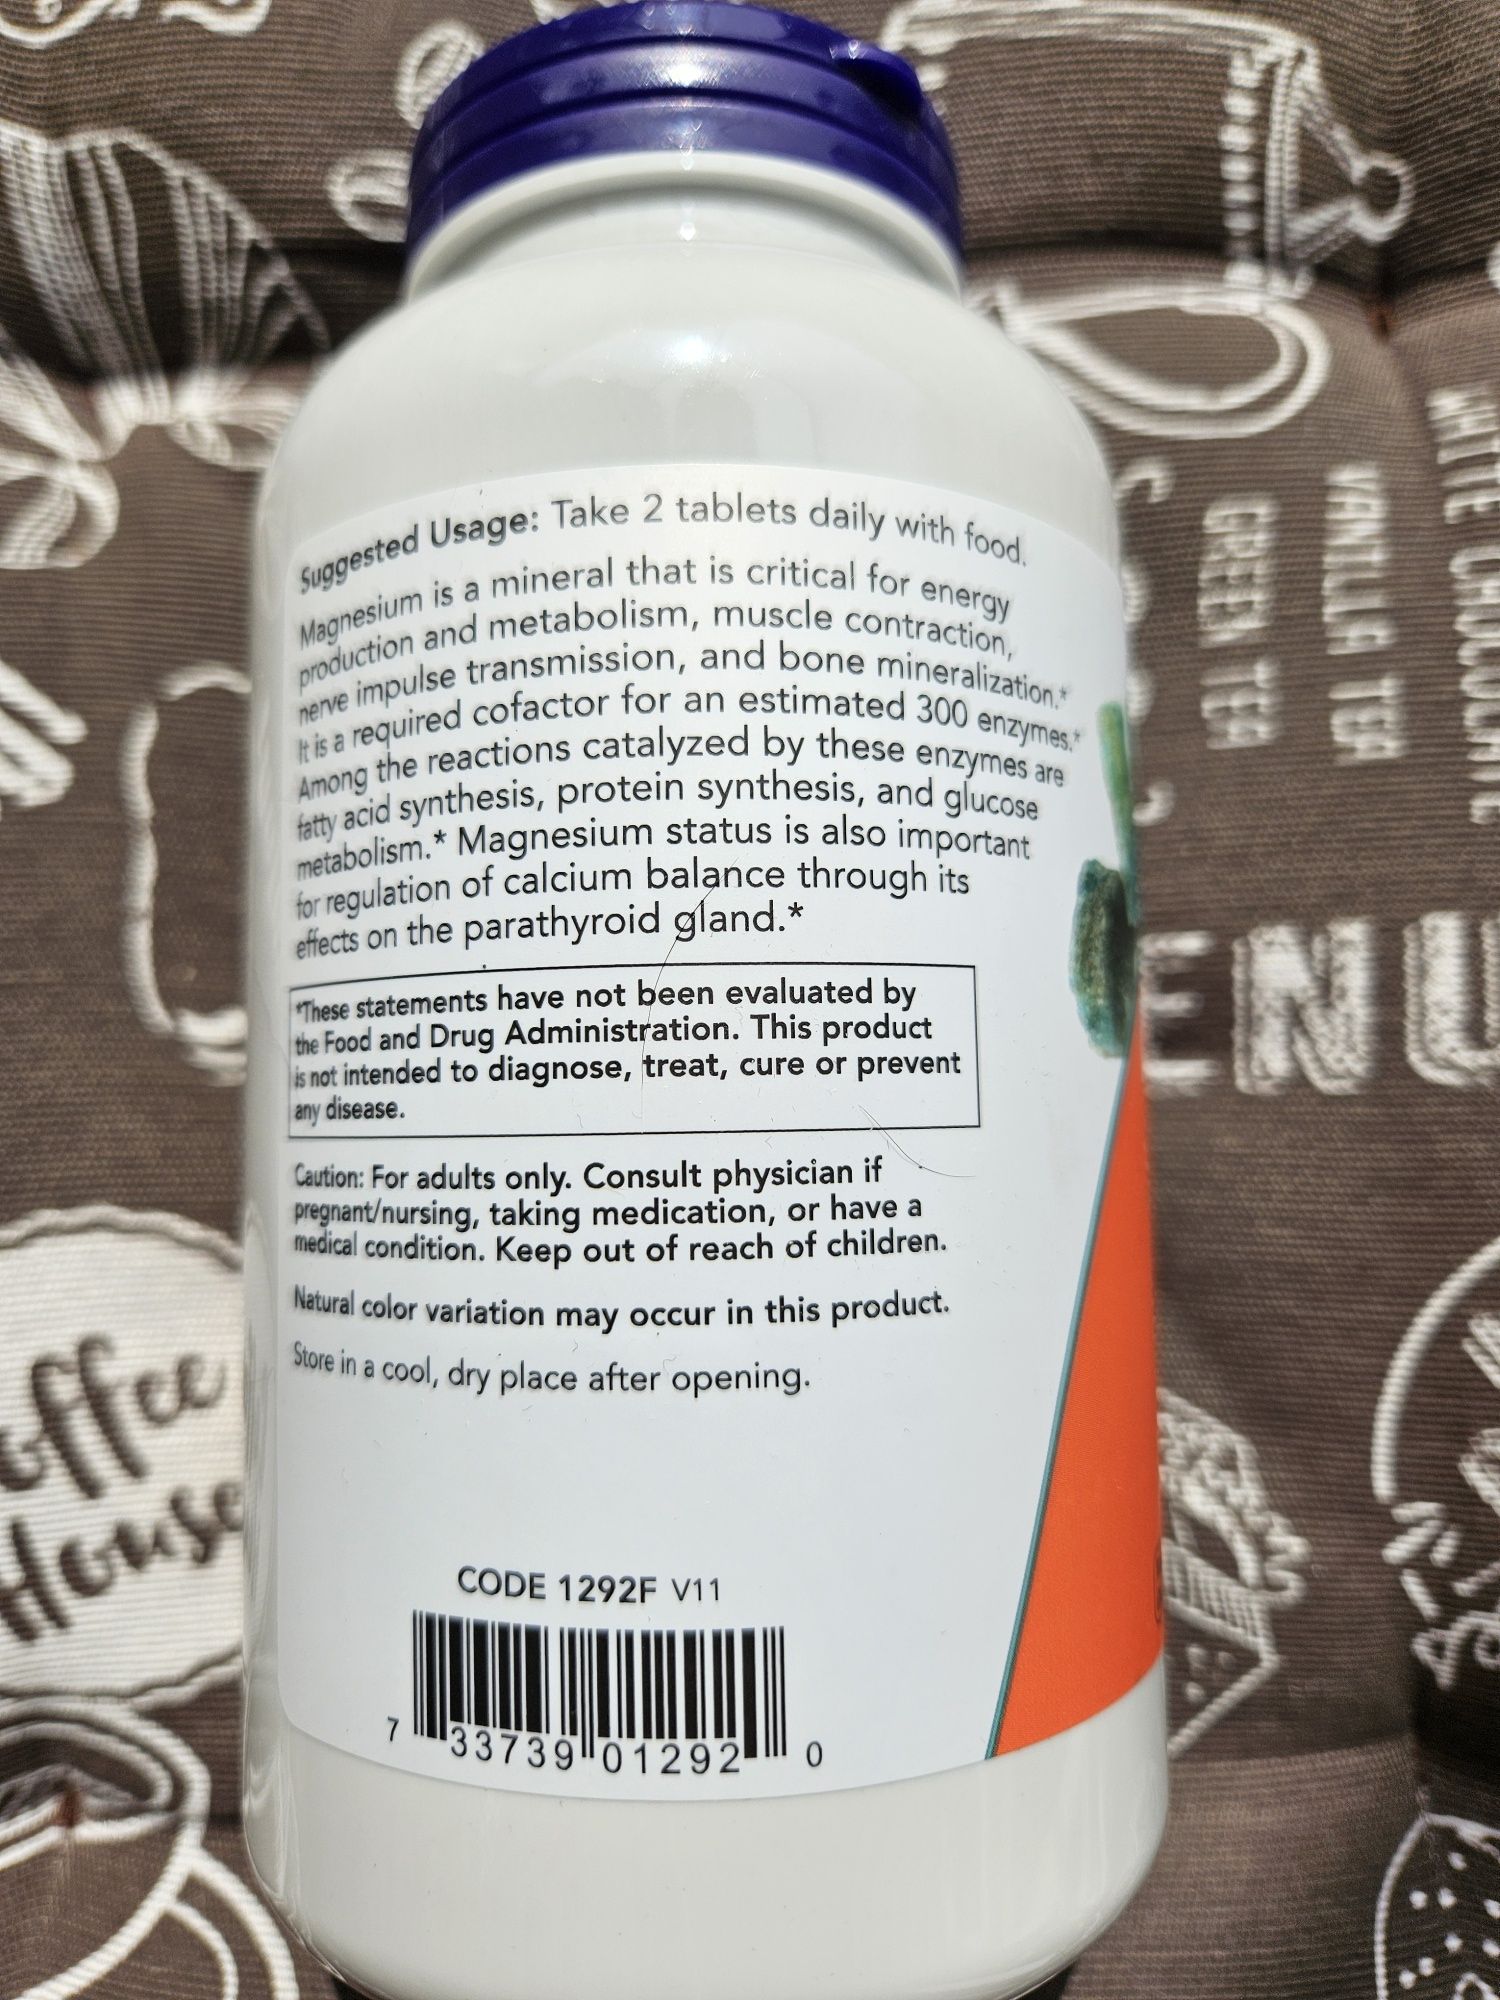 Suggested Usage: Take 2 tablets daily with food.
Magnesium is a mineral that is critical for energy
production and metabolism, muscle contraction,
nerve impulse transmission, and bone mineralization.*
It is a required cofactor for an estimated 300 enzymes.*
Among the reactions catalyzed by these enzymes are
fatty acid synthesis, protein synthesis, and glucose
metabolism.* Magnesium status is also important
for regulation of calcium balance through its
effects on the parathyroid gland.*
*These statements have not been evaluated by
the Food and Drug Administration. This product
is not intended to diagnose, treat, cure or prevent
any disease.
Caution: For adults only. Consult physician if
pregnant/nursing, taking medication, or have a
medical condition. Keep out of reach of children.
Natural color variation may occur in this product.
Store in a cool, dry place after opening.
CODE 1292F V11
7 33739 01292 0
GREEN TEA
VANILLA TEA
WHITE
ENU
offee
House